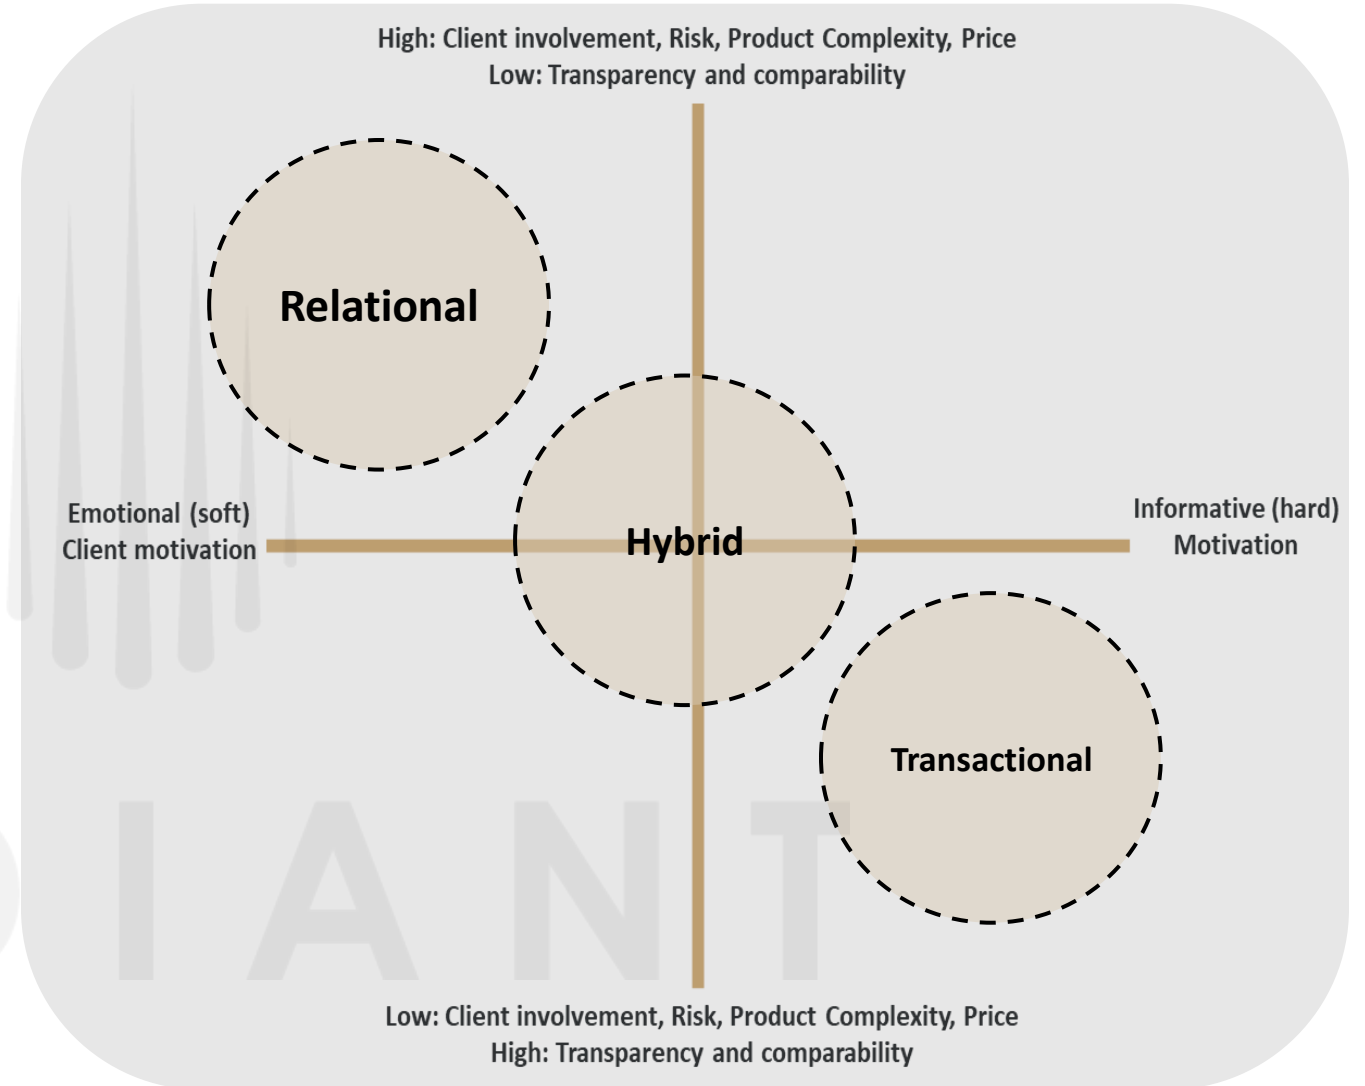 High: Client involvement, Risk, Product Complexity, Price
Low: Transparency and comparability
Relational
Emotional (soft)
Client motivation
Hybrid
Informative (hard)
Motivation
Transactional
IANT
Low: Client involvement, Risk, Product Complexity, Price
High: Transparency and comparability